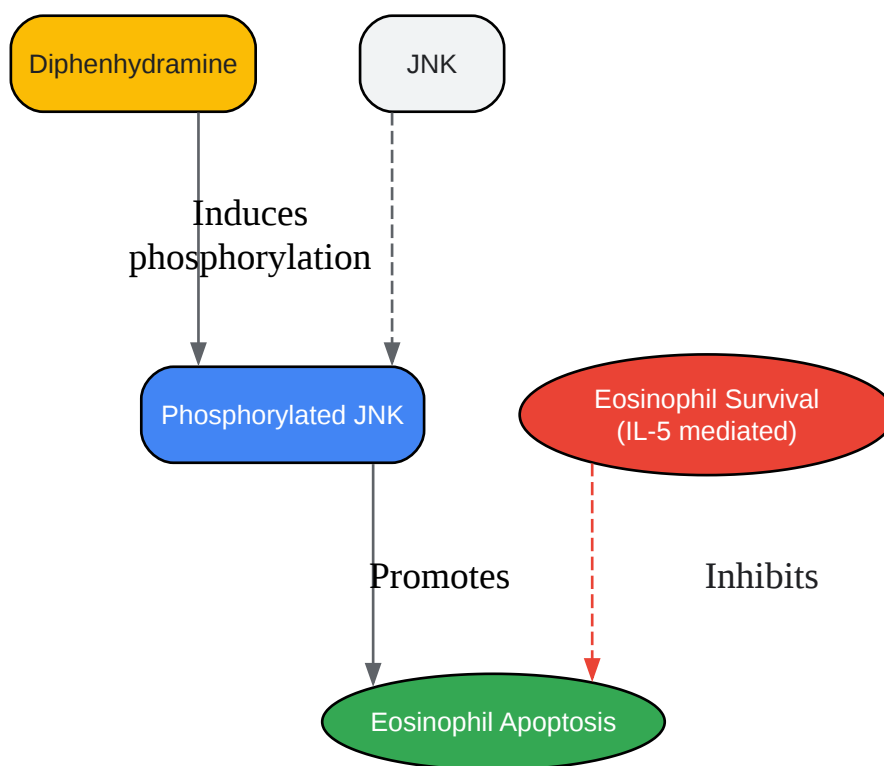 Diphenhydramine
JNK
Induces
phosphorylation
Phosphorylated JNK
Eosinophil Survival
(IL-5 mediated)
Promotes
Inhibits
Eosinophil Apoptosis